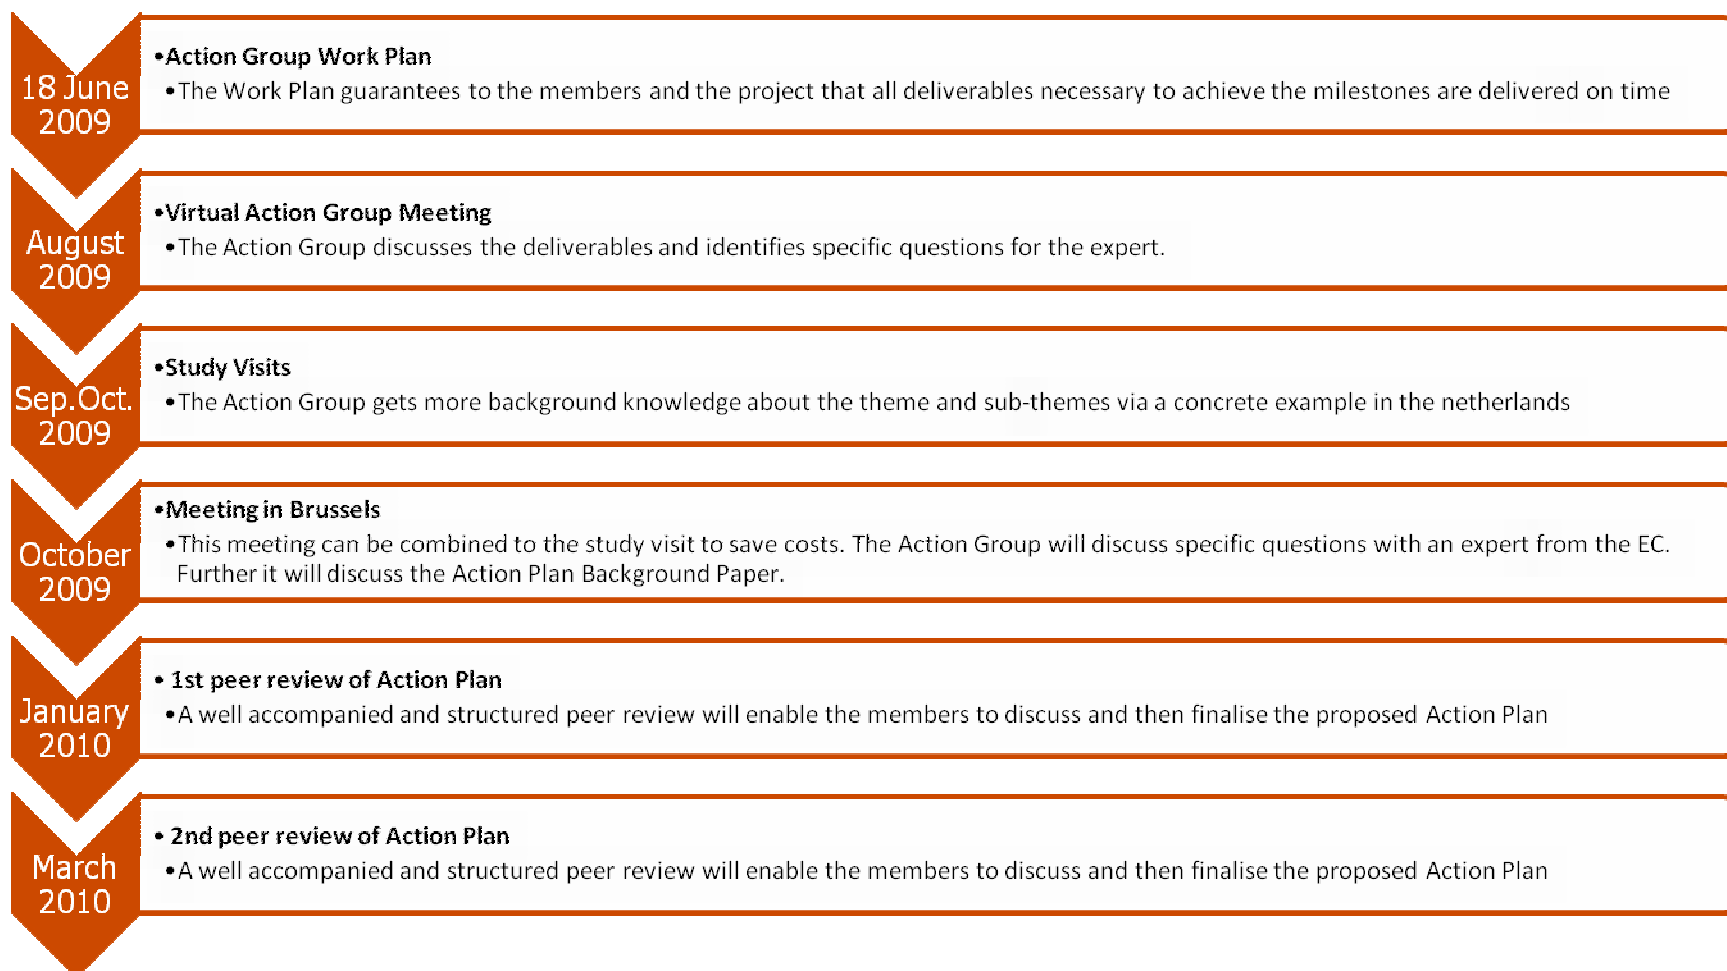 18 June
2009
•Action Group Work Plan
•The Work Plan guarantees to the members and the project that all deliverables necessary to achieve the milestones are delivered on time
August
2009
•Virtual Action Group Meeting
•The Action Group discusses the deliverables and identifies specific questions for the expert.
Sep.Oct.
2009
•Study Visits
•The Action Group gets more background knowledge about the theme and sub-themes via a concrete example in the netherlands
October
2009
•Meeting in Brussels
•This meeting can be combined to the study visit to save costs. The Action Group will discuss specific questions with an expert from the EC.
Further it will discuss the Action Plan Background Paper.
January
2010
• 1st peer review of Action Plan
•A well accompanied and structured peer review will enable the members to discuss and then finalise the proposed Action Plan
March
2010
• 2nd peer review of Action Plan
•A well accompanied and structured peer review will enable the members to discuss and then finalise the proposed Action Plan